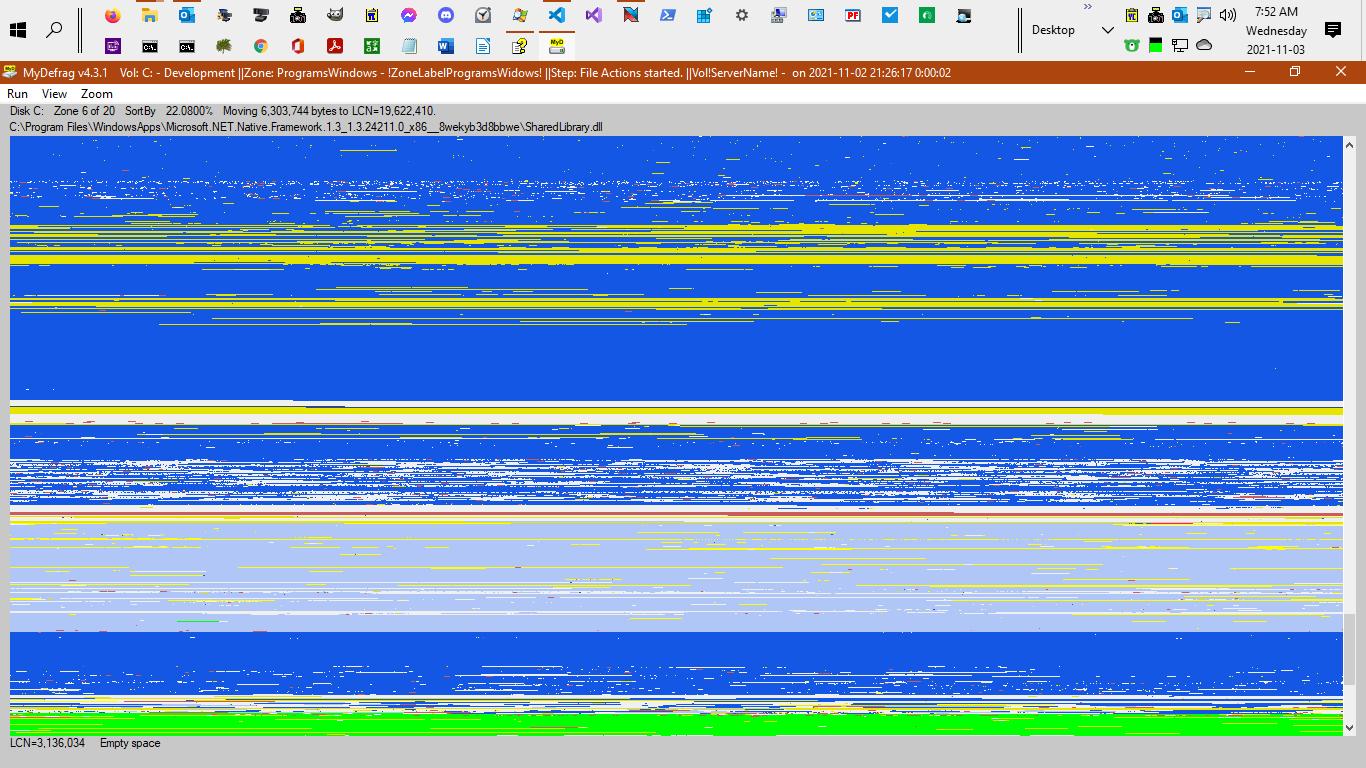 7:52 AM
Desktop
Wednesday
2021-11-03
MyDefrag v4.3.1    Vol: C: - Development ||Zone: ProgramsWindows - !ZoneLabelProgramsWidows! ||Step: File Actions started. ||Vol!ServerName! -  on 2021-11-02 21:26:17 0:00:02
Run View Zoom
Disk C:   Zone 6 of 20   SortBy   22.0800%   Moving 6,303,744 bytes to LCN=19,622,410.
C:\Program Files\WindowsApps\Microsoft.NET.Native.Framework.1.3_1.3.24211.0_x86__8wekyb3d8bbwe\SharedLibrary.dll
LCN=3,136,034    Empty space